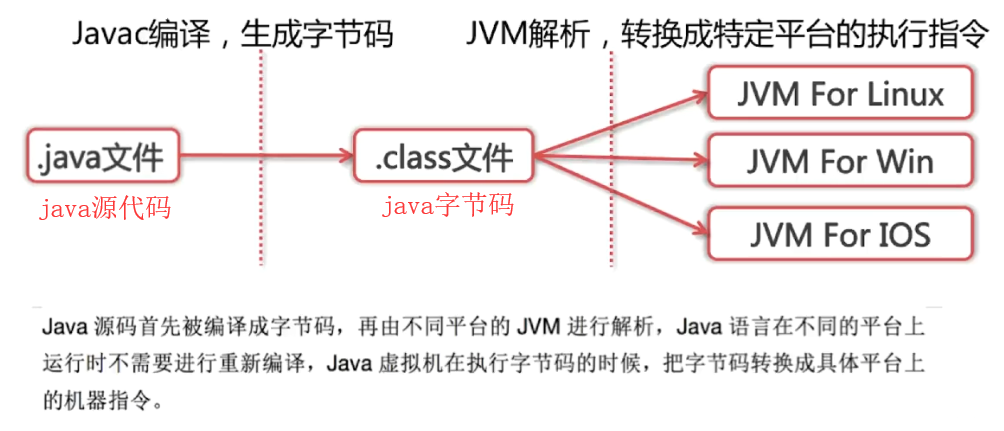 Javac编译，生成字节码
JVM解析，转换成特定平台的执行指令
.java文件
java源代码
.class文件
java字节码
JVM For Linux
JVM For Win
JVM For IOS
Java 源码首先被编译成字节码，再由不同平台的 JVM 进行解析，Java 语言在不同的平台上
运行时不需要进行重新编译，Java 虚拟机在执行字节码的时候，把字节码转换成具体平台上
的机器指令。